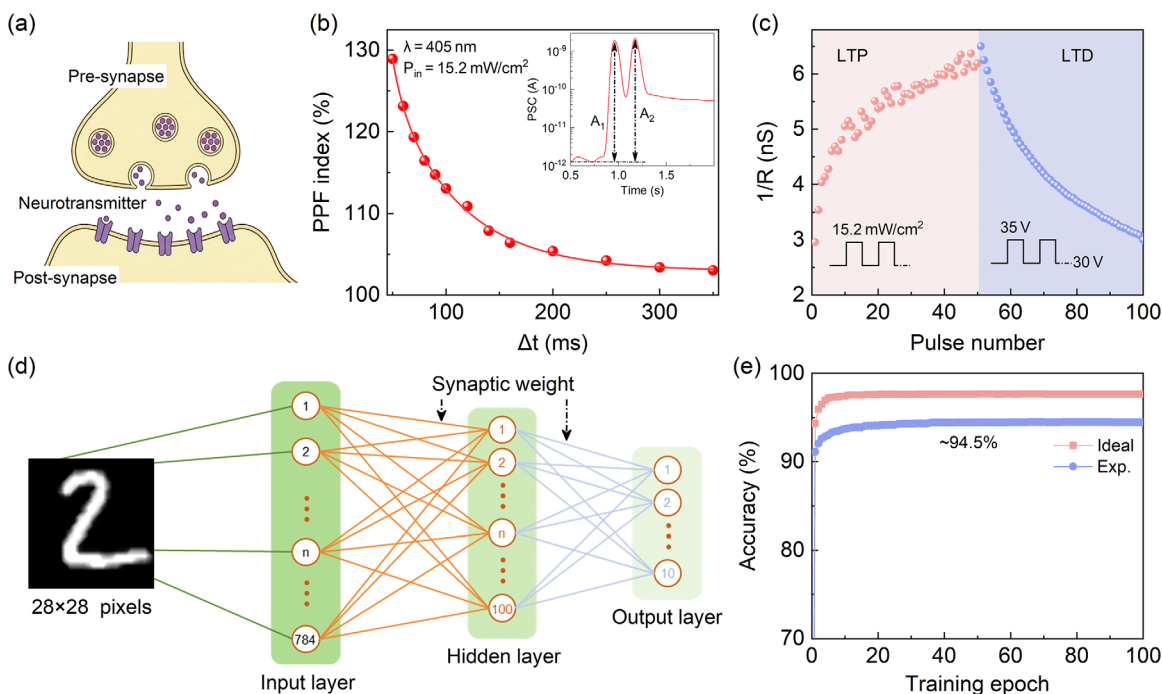 (a)
Pre-synapse
Neurotransmitter
Post-synapse
(b)
λ = 405 nm
P_in = 15.2 mW/cm²
PPF index (%)
130
120
110
100
100
200
300
Δt (ms)
PSC (A)
10⁻⁹
10⁻¹⁰
10⁻¹¹
10⁻¹²
A₁
A₂
0.5
1.0
1.5
Time (s)
(c)
LTP
LTD
1/R (nS)
7
6
5
4
3
2
15.2 mW/cm²
35 V
30 V
0
20
40
60
80
100
Pulse number
(d)
Synaptic weight
1
2
n
784
1
2
n
100
1
2
10
28×28 pixels
Input layer
Hidden layer
Output layer
(e)
Accuracy (%)
100
90
80
70
~94.5%
Ideal
Exp.
0
20
40
60
80
100
Training epoch